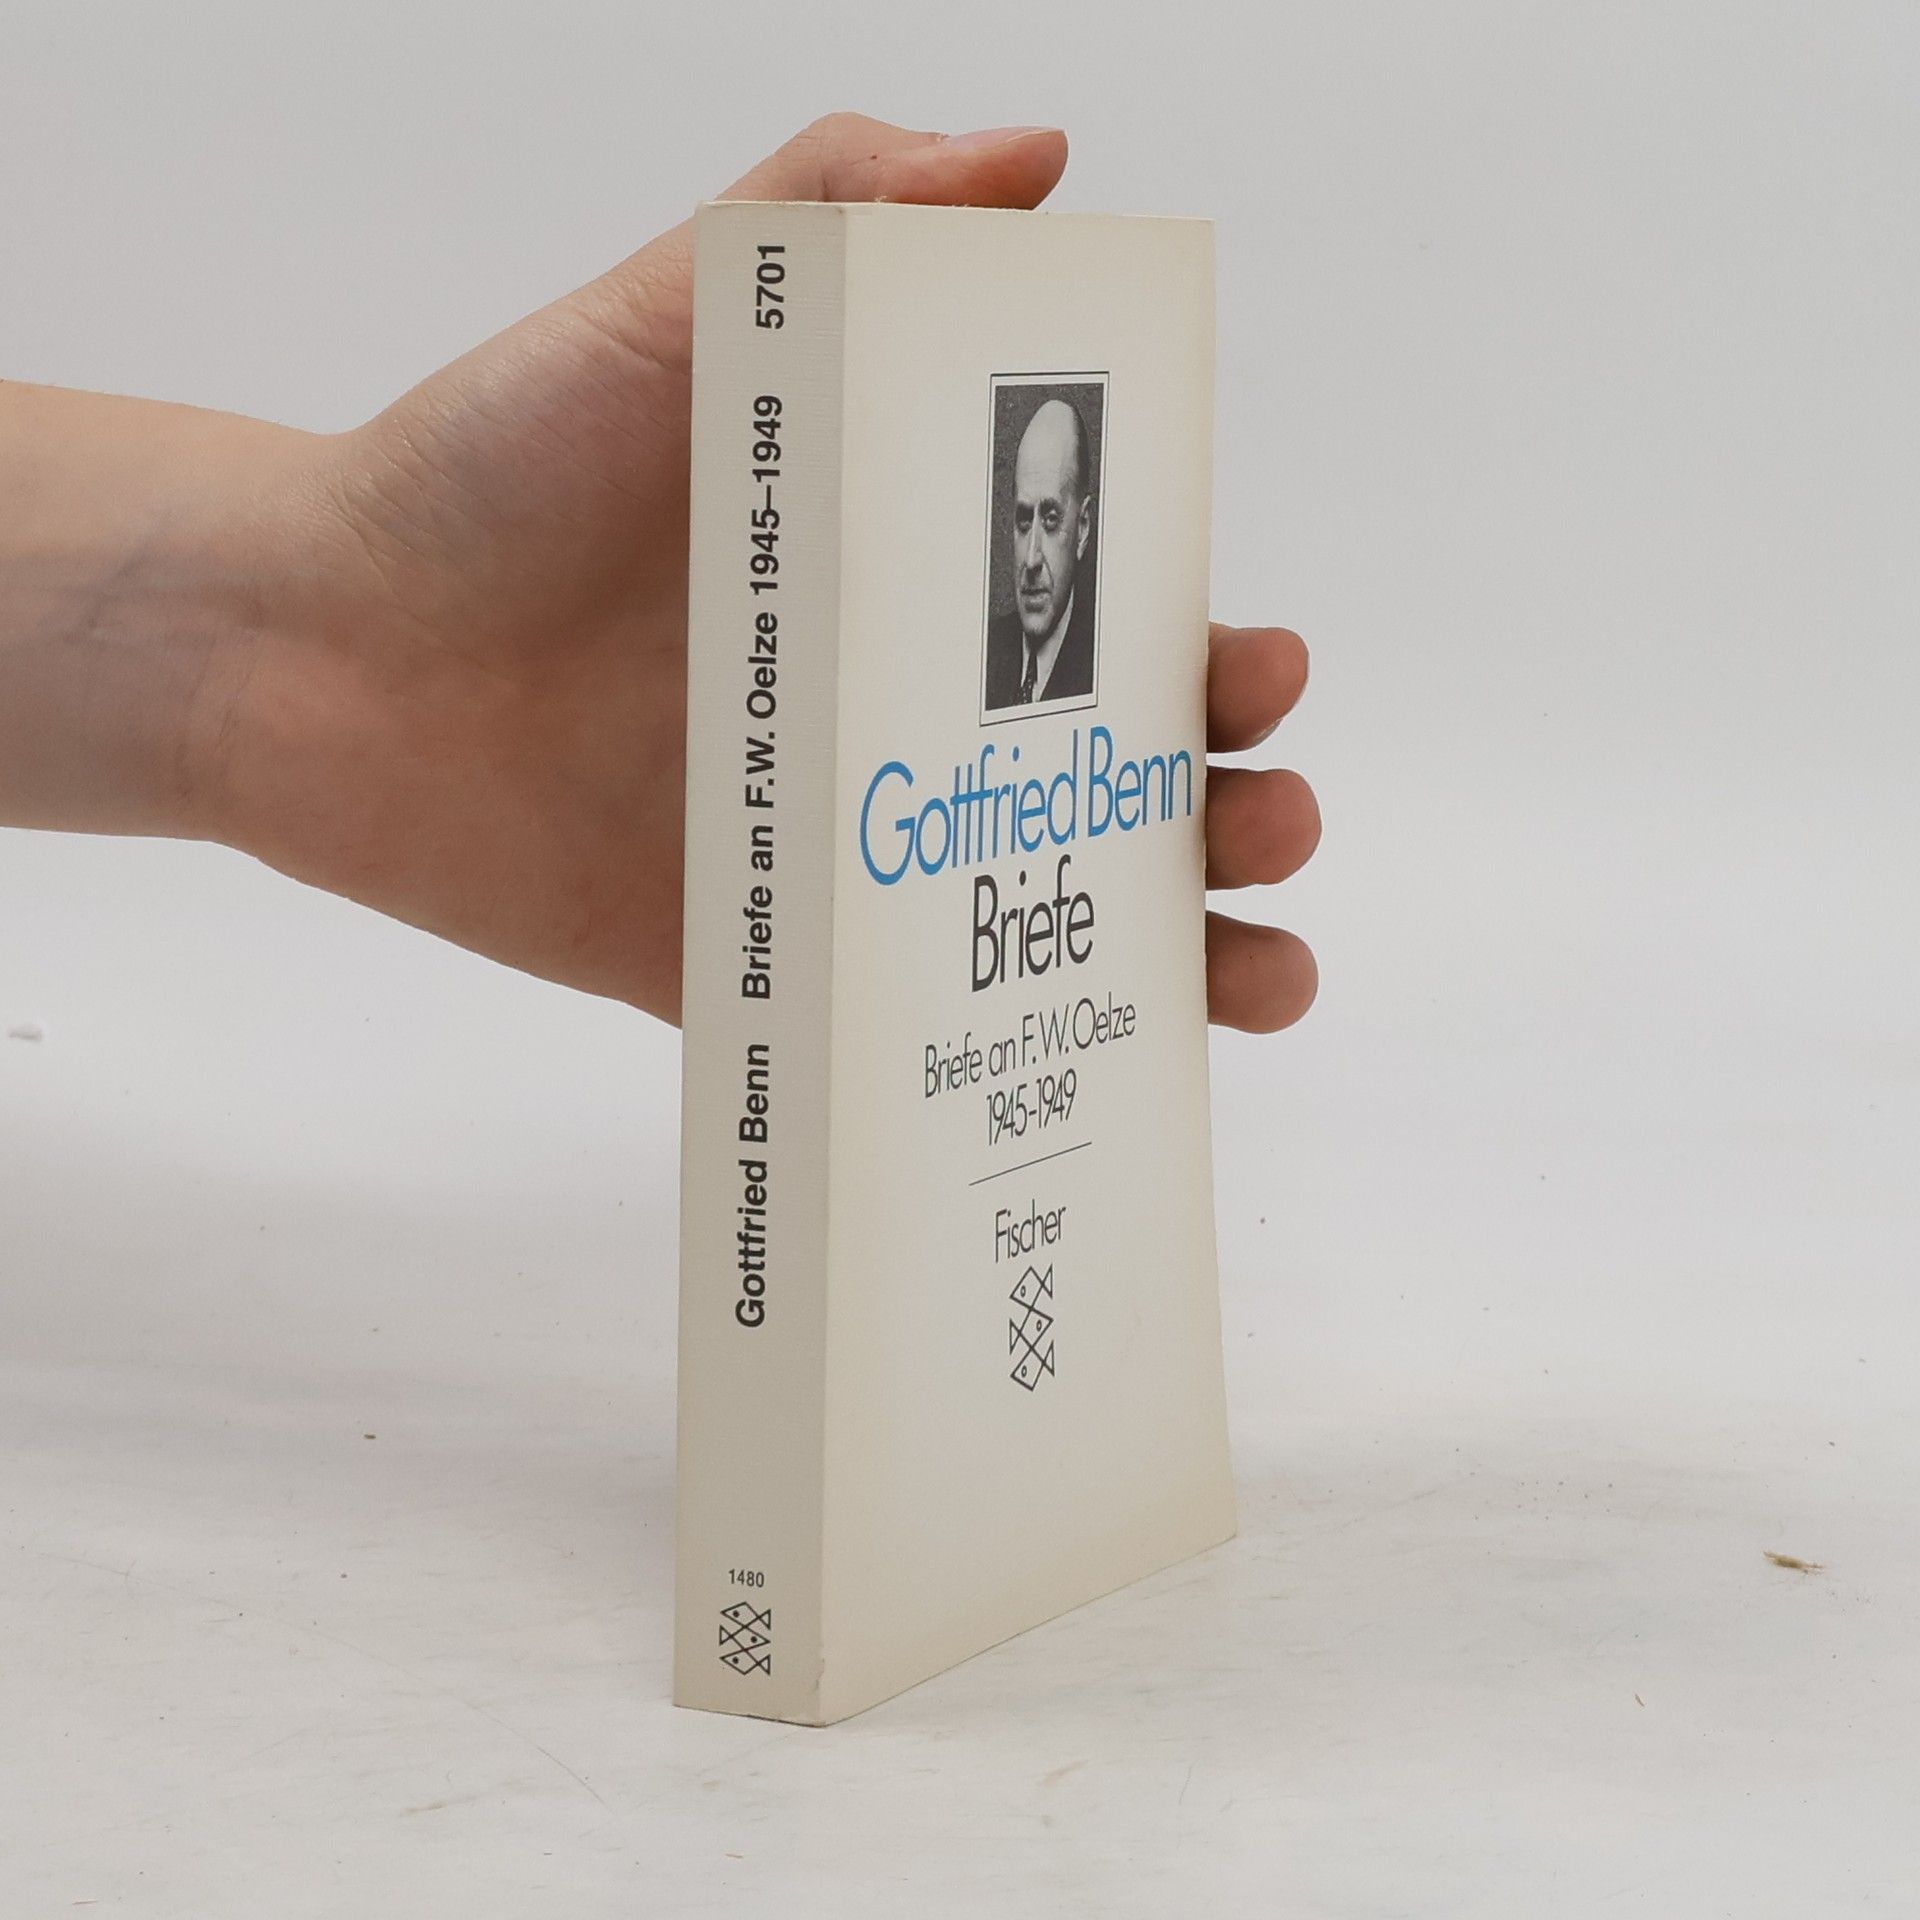 Gottfried Benn Briefe an F.W. Oelze 1945–1949 5701
1480
Gottfried Benn
Briefe
Briefe an F.W. Oelze
1945-1949
Fischer